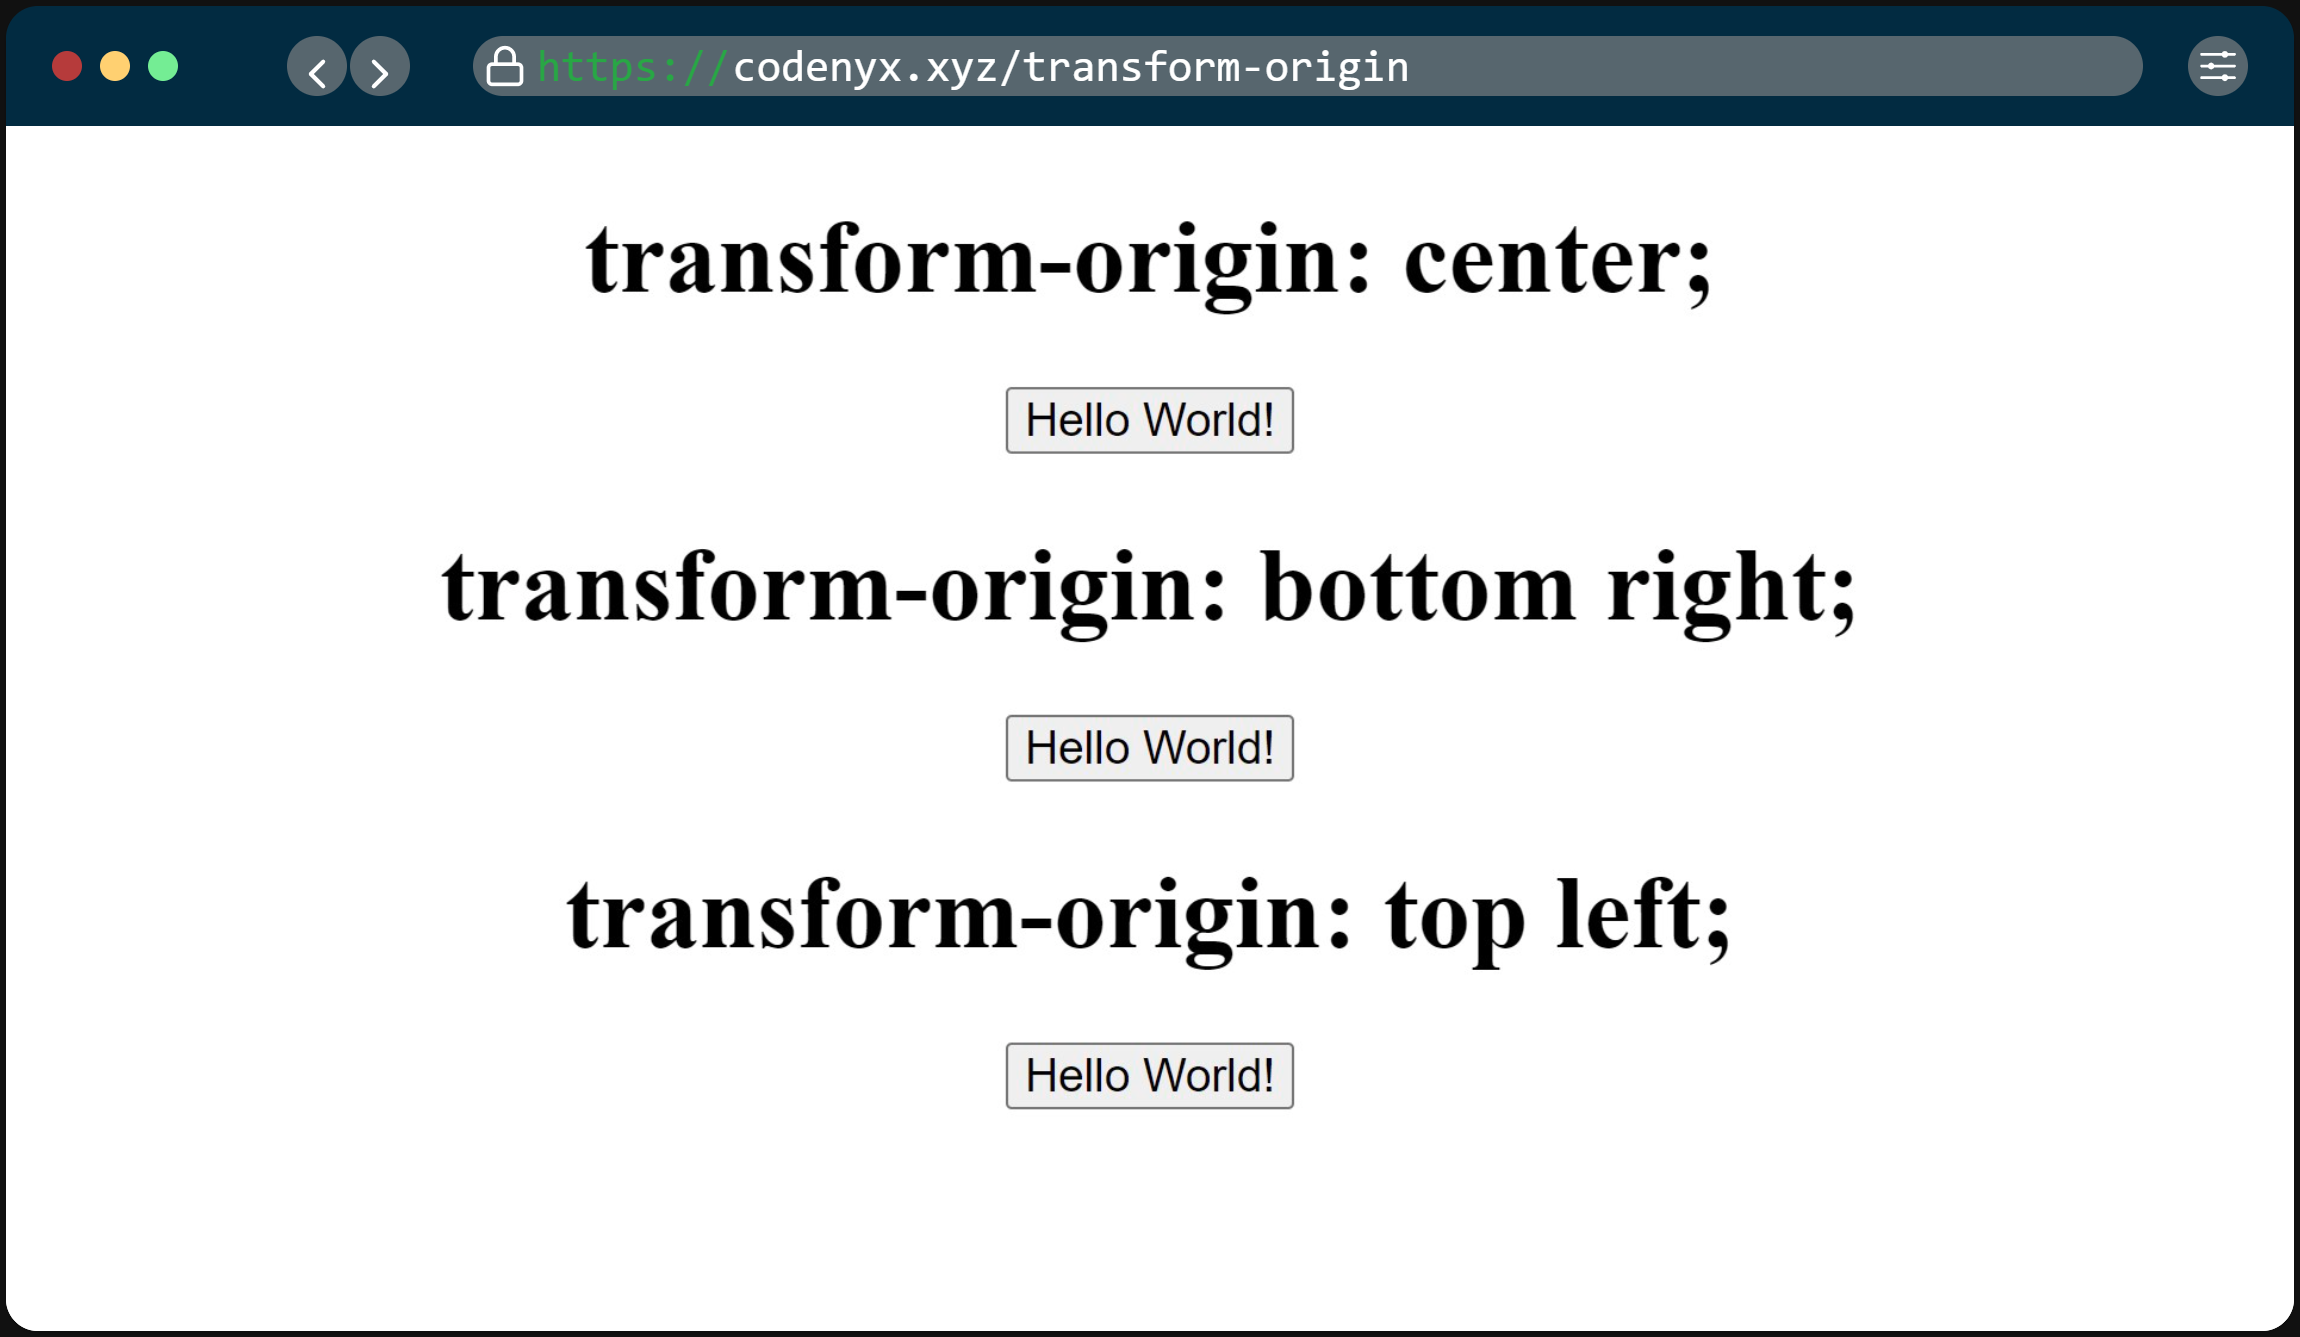 https://codenyx.xyz/transform-origin
transform-origin: center;
Hello World!
transform-origin: bottom right;
Hello World!
transform-origin: top left;
Hello World!